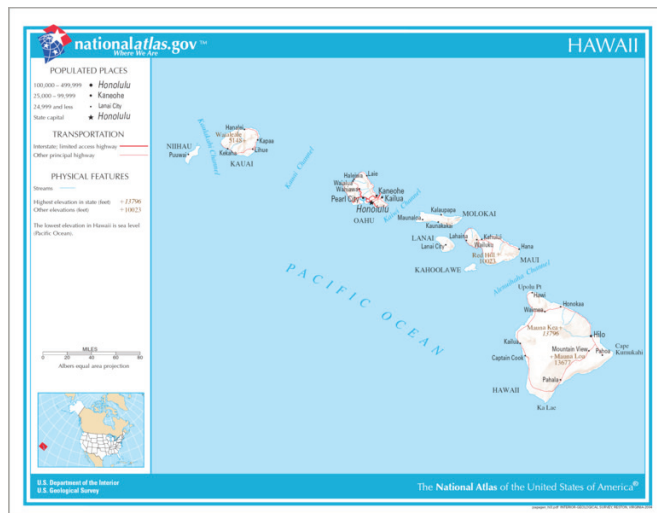 nationalatlas.gov™
Where We Are
HAWAII
POPULATED PLACES
100,000 – 499,999 Honolulu
25,000 – 99,999 Kaneohe
24,999 and less Lanai City
State capital ★ Honolulu
TRANSPORTATION
Interstate; limited access highway
Other principal highway
PHYSICAL FEATURES
Streams
Highest elevation in state (feet) +13796
Other elevations (feet) +10023
The lowest elevation in Hawaii is sea level
(Pacific Ocean).
MILES
0 20 40 60 80
Albers equal area projection
NIIHAU
Puuwai
Kaulakahi Channel
Hanalei
Waialeale
5148
Kapaa
Kekaha
Lihue
KAUAI
Kauai Channel
Haleiwa
Laie
Waialua
Wahiawa
Kaneohe
Pearl City
Kailua
Honolulu
OAHU
Kaiwi Channel
Kalaupapa
MOLOKAI
Maunaloa
Kaunakakai
LANAI
Lanai City
Lahaina
Kahului
Wailuku
Hana
Red Hill
10023
MAUI
KAHOOLAWE
Alenuihaha Channel
PACIFIC OCEAN
Upolu Pt
Hawi
Honokaa
Waimea
Mauna Kea
13796
Hilo
Kailua
Mountain View
Pahoa
Cape
Kumukahi
Captain Cook
Mauna Loa
13677
Pahala
HAWAII
Ka Lae
U.S. Department of the Interior
U.S. Geological Survey
The National Atlas of the United States of America®